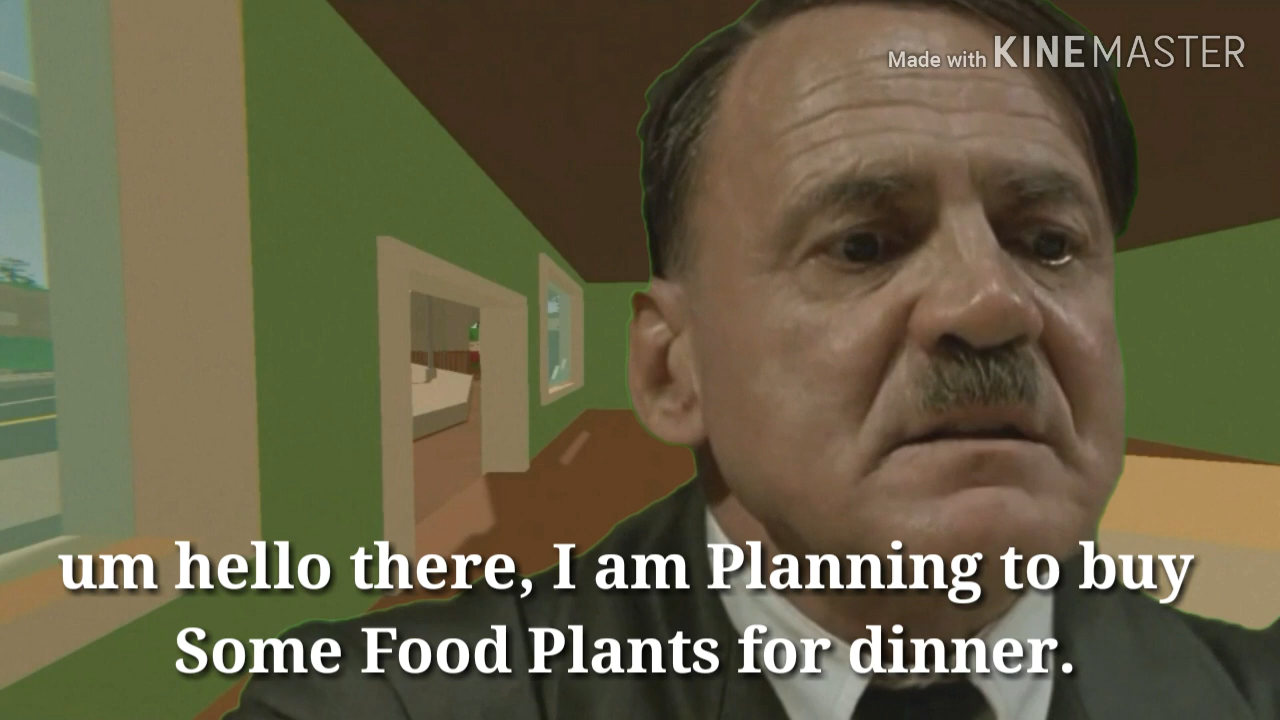 Made with KINEMASTER
um hello there, I am Planning to buy
Some Food Plants for dinner.